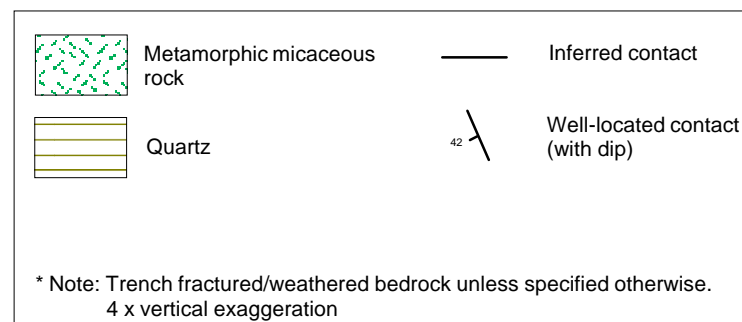 Metamorphic micaceous
rock
Inferred contact
Quartz
42
Well-located contact
(with dip)
* Note: Trench fractured/weathered bedrock unless specified otherwise.
4 x vertical exaggeration